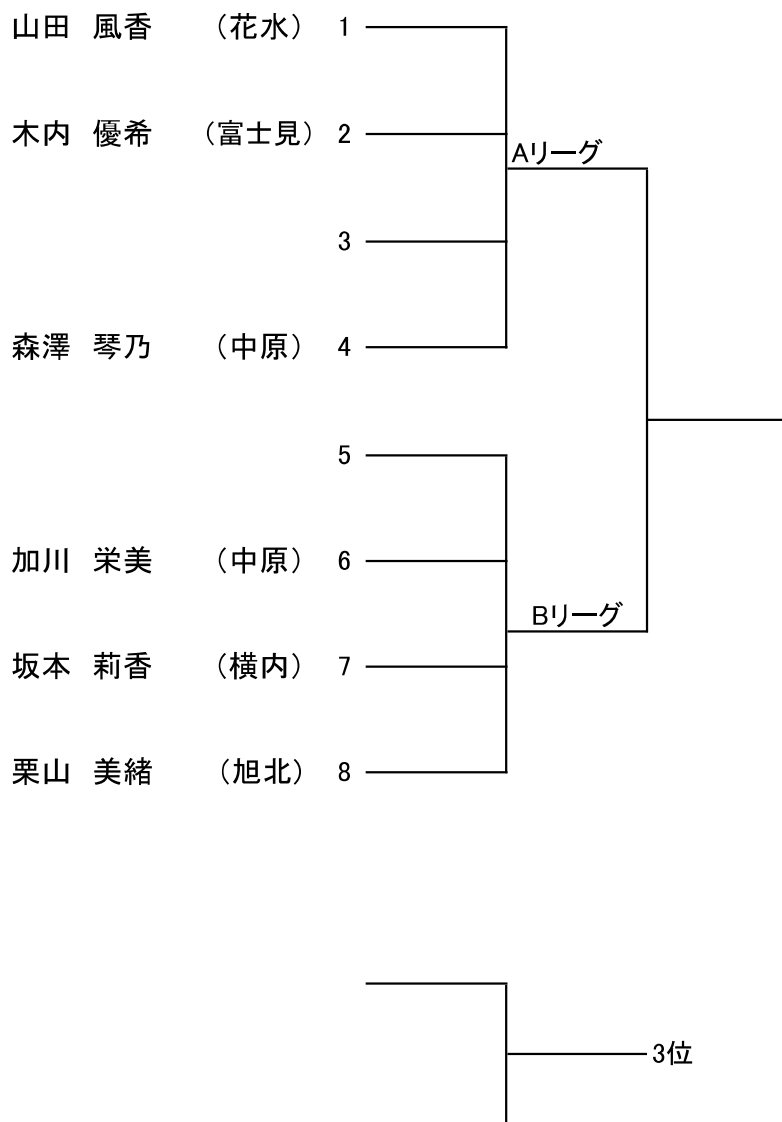 山田 風香 （花水） 1
木内 優希 （富士見） 2
Aリーグ
3
森澤 琴乃 （中原） 4
5
加川 栄美 （中原） 6
Bリーグ
坂本 莉香 （横内） 7
栗山 美緒 （旭北） 8
3位